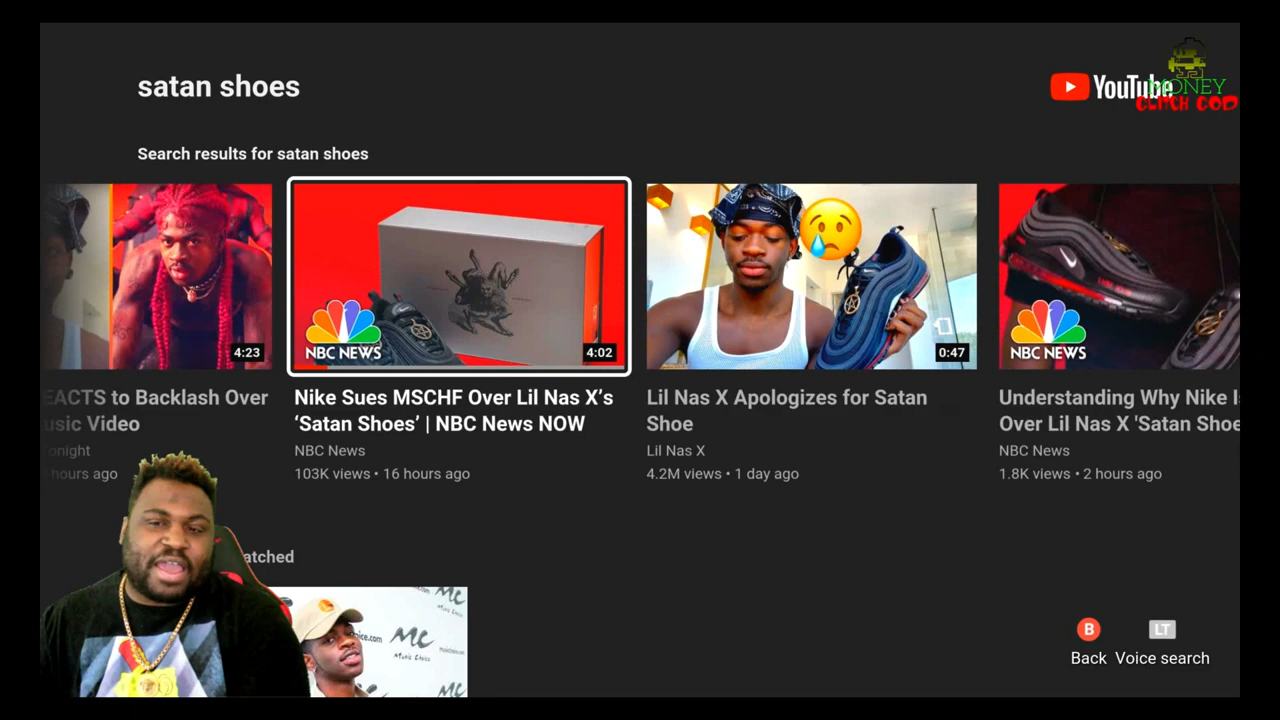 satan shoes
YouTube
MONEY
GLITCH GOD
Search results for satan shoes
4:23
NBC NEWS
4:02
0:47
NBC NEWS
EACTS to Backlash Over
usic Video
onight
hours ago
Nike Sues MSCHF Over Lil Nas X’s
‘Satan Shoes’ | NBC News NOW
NBC News
103K views • 16 hours ago
Lil Nas X Apologizes for Satan
Shoe
Lil Nas X
4.2M views • 1 day ago
Understanding Why Nike I
Over Lil Nas X 'Satan Shoe
NBC News
1.8K views • 2 hours ago
atched
MC
Music Choice
B
LT
Back
Voice search